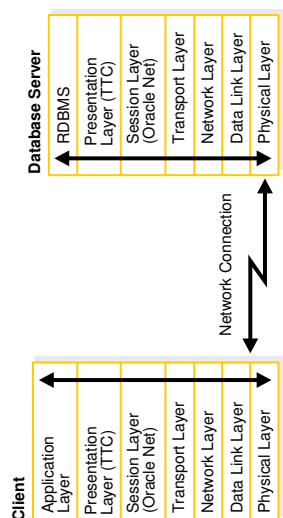 Client
Application
Layer
Presentation
Layer (TTC)
Session Layer
(Oracle Net)
Transport Layer
Network Layer
Data Link Layer
Physical Layer
Network Connection
Database Server
RDBMS
Presentation
Layer (TTC)
Session Layer
(Oracle Net)
Transport Layer
Network Layer
Data Link Layer
Physical Layer